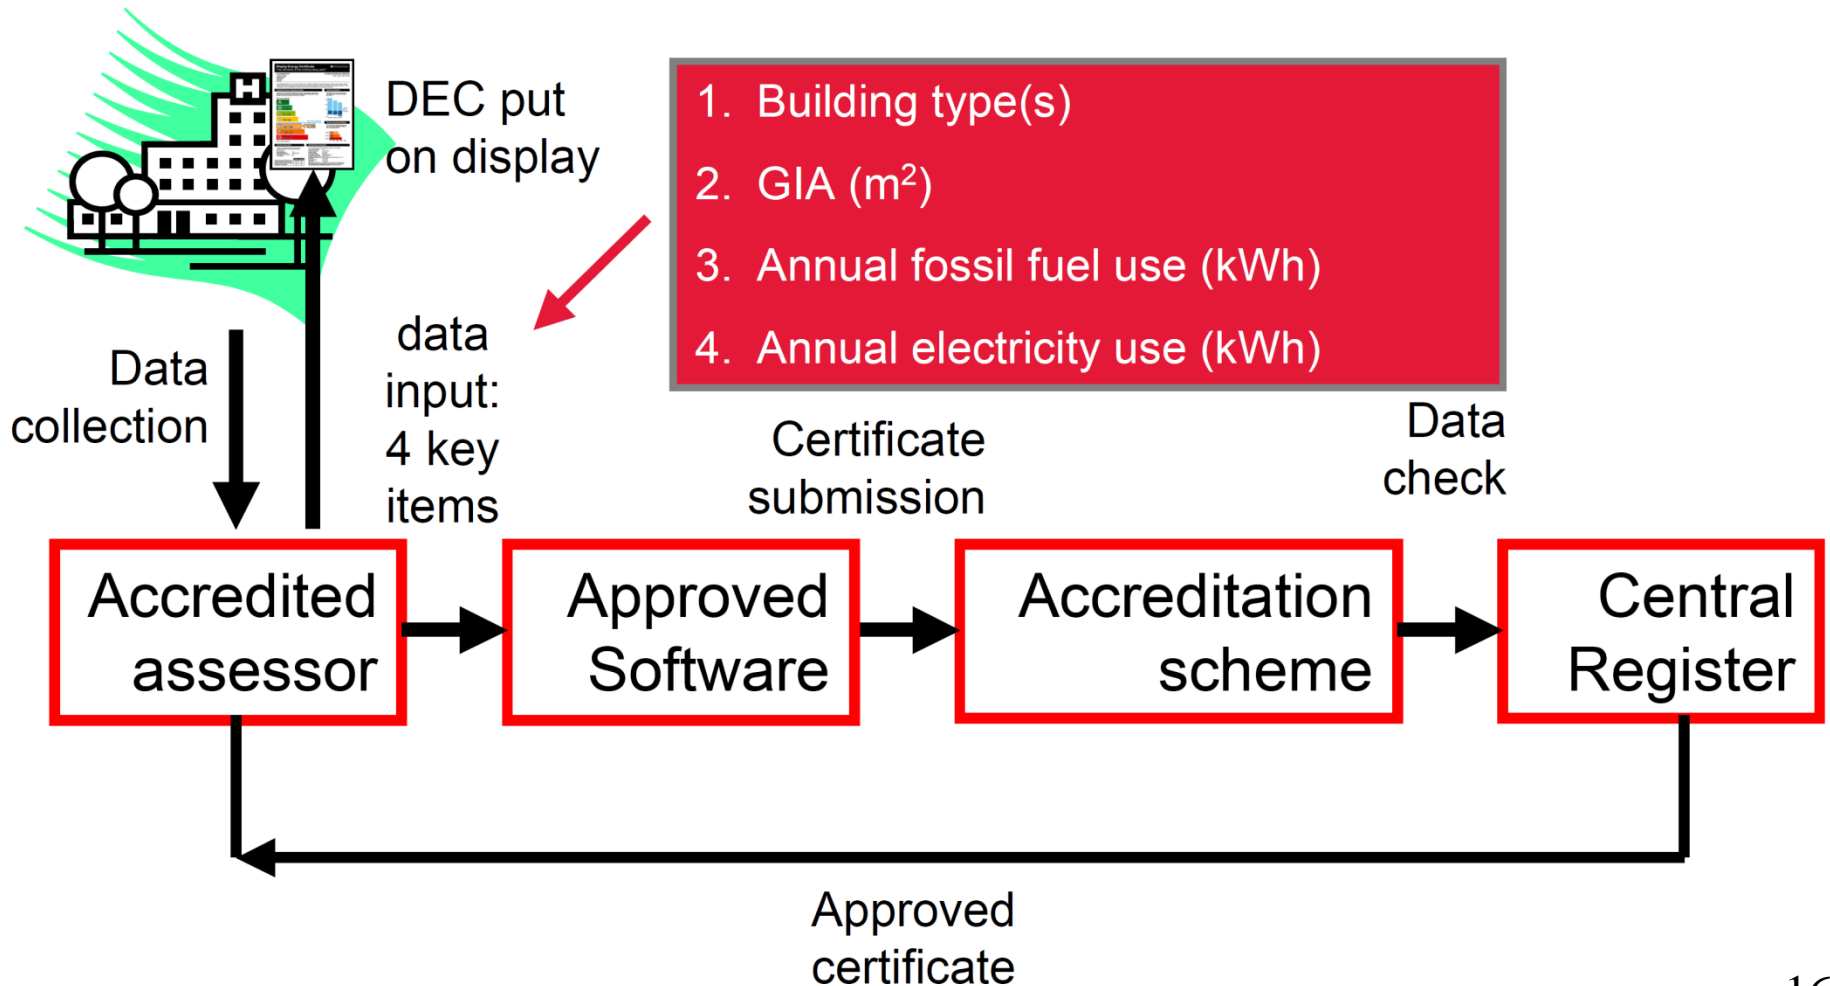 H
DEC put
on display
1. Building type(s)
2. GIA (m²)
3. Annual fossil fuel use (kWh)
4. Annual electricity use (kWh)
Data
collection
data
input:
4 key
items
Certificate
submission
Data
check
Accredited
assessor
Approved
Software
Accreditation
scheme
Central
Register
Approved
certificate
16